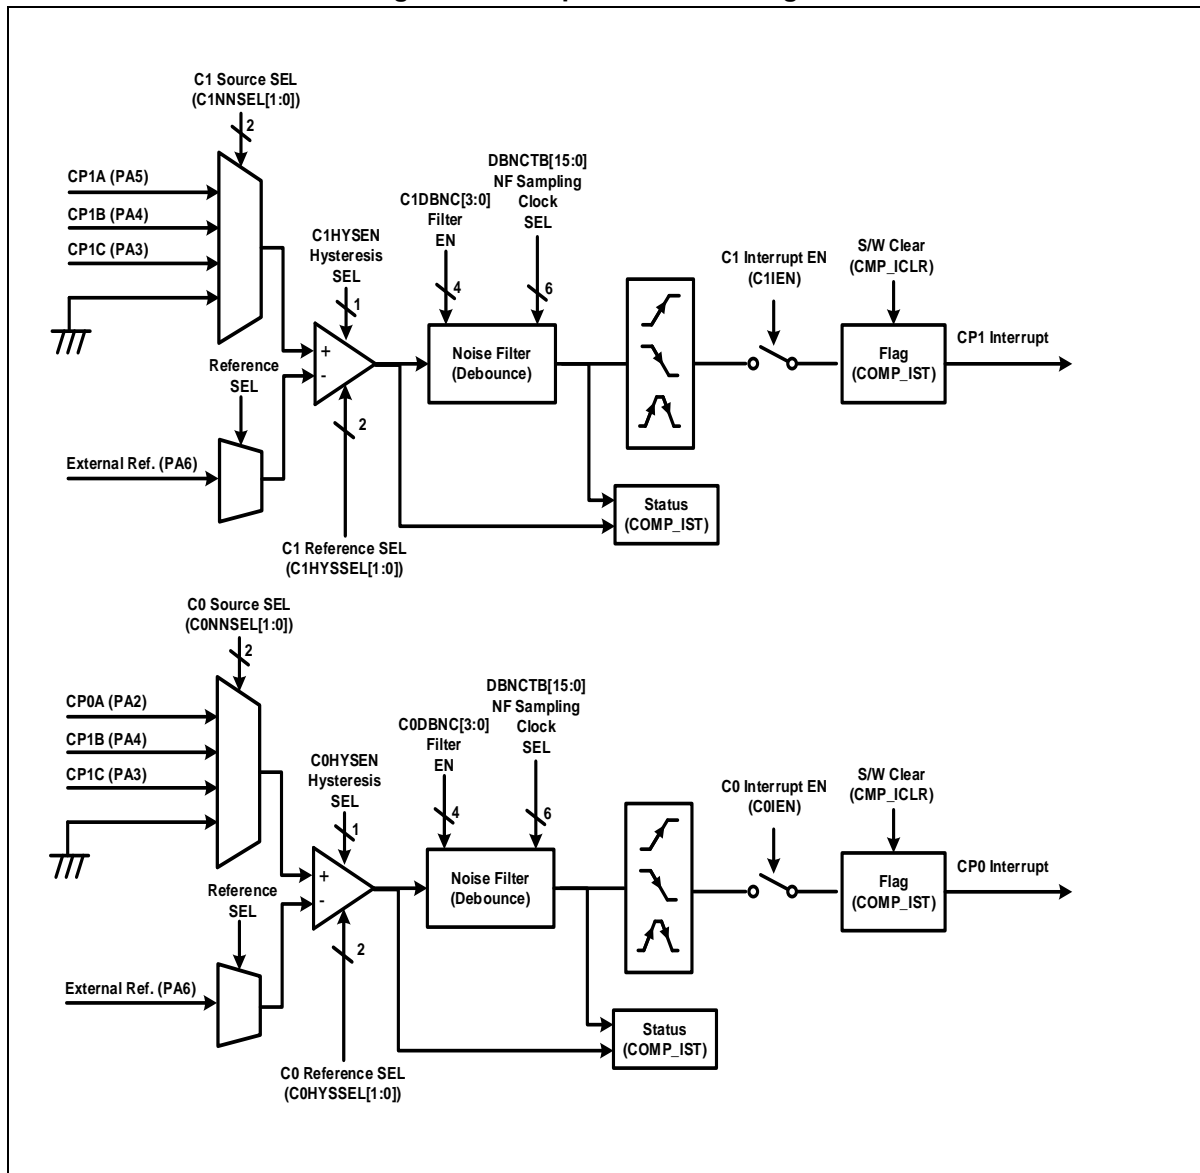 C1 Source SEL
(C1NNSEL[1:0])
2
CP1A (PA5)
CP1B (PA4)
CP1C (PA3)
C1HYSEN
Hysteresis
SEL
1
C1DBNC[3:0]
Filter
EN
4
DBNCTB[15:0]
NF Sampling
Clock
SEL
6
C1 Interrupt EN
(C1IEN)
S/W Clear
(CMP_ICLR)
+
-
Noise Filter
(Debounce)
Flag
(COMP_IST)
CP1 Interrupt
Reference
SEL
2
External Ref. (PA6)
Status
(COMP_IST)
C1 Reference SEL
(C1HYSSEL[1:0])
C0 Source SEL
(C0NNSEL[1:0])
2
CP0A (PA2)
CP1B (PA4)
CP1C (PA3)
C0HYSEN
Hysteresis
SEL
1
C0DBNC[3:0]
Filter
EN
4
DBNCTB[15:0]
NF Sampling
Clock
SEL
6
C0 Interrupt EN
(C0IEN)
S/W Clear
(CMP_ICLR)
+
-
Noise Filter
(Debounce)
Flag
(COMP_IST)
CP0 Interrupt
Reference
SEL
2
External Ref. (PA6)
Status
(COMP_IST)
C0 Reference SEL
(C0HYSSEL[1:0])